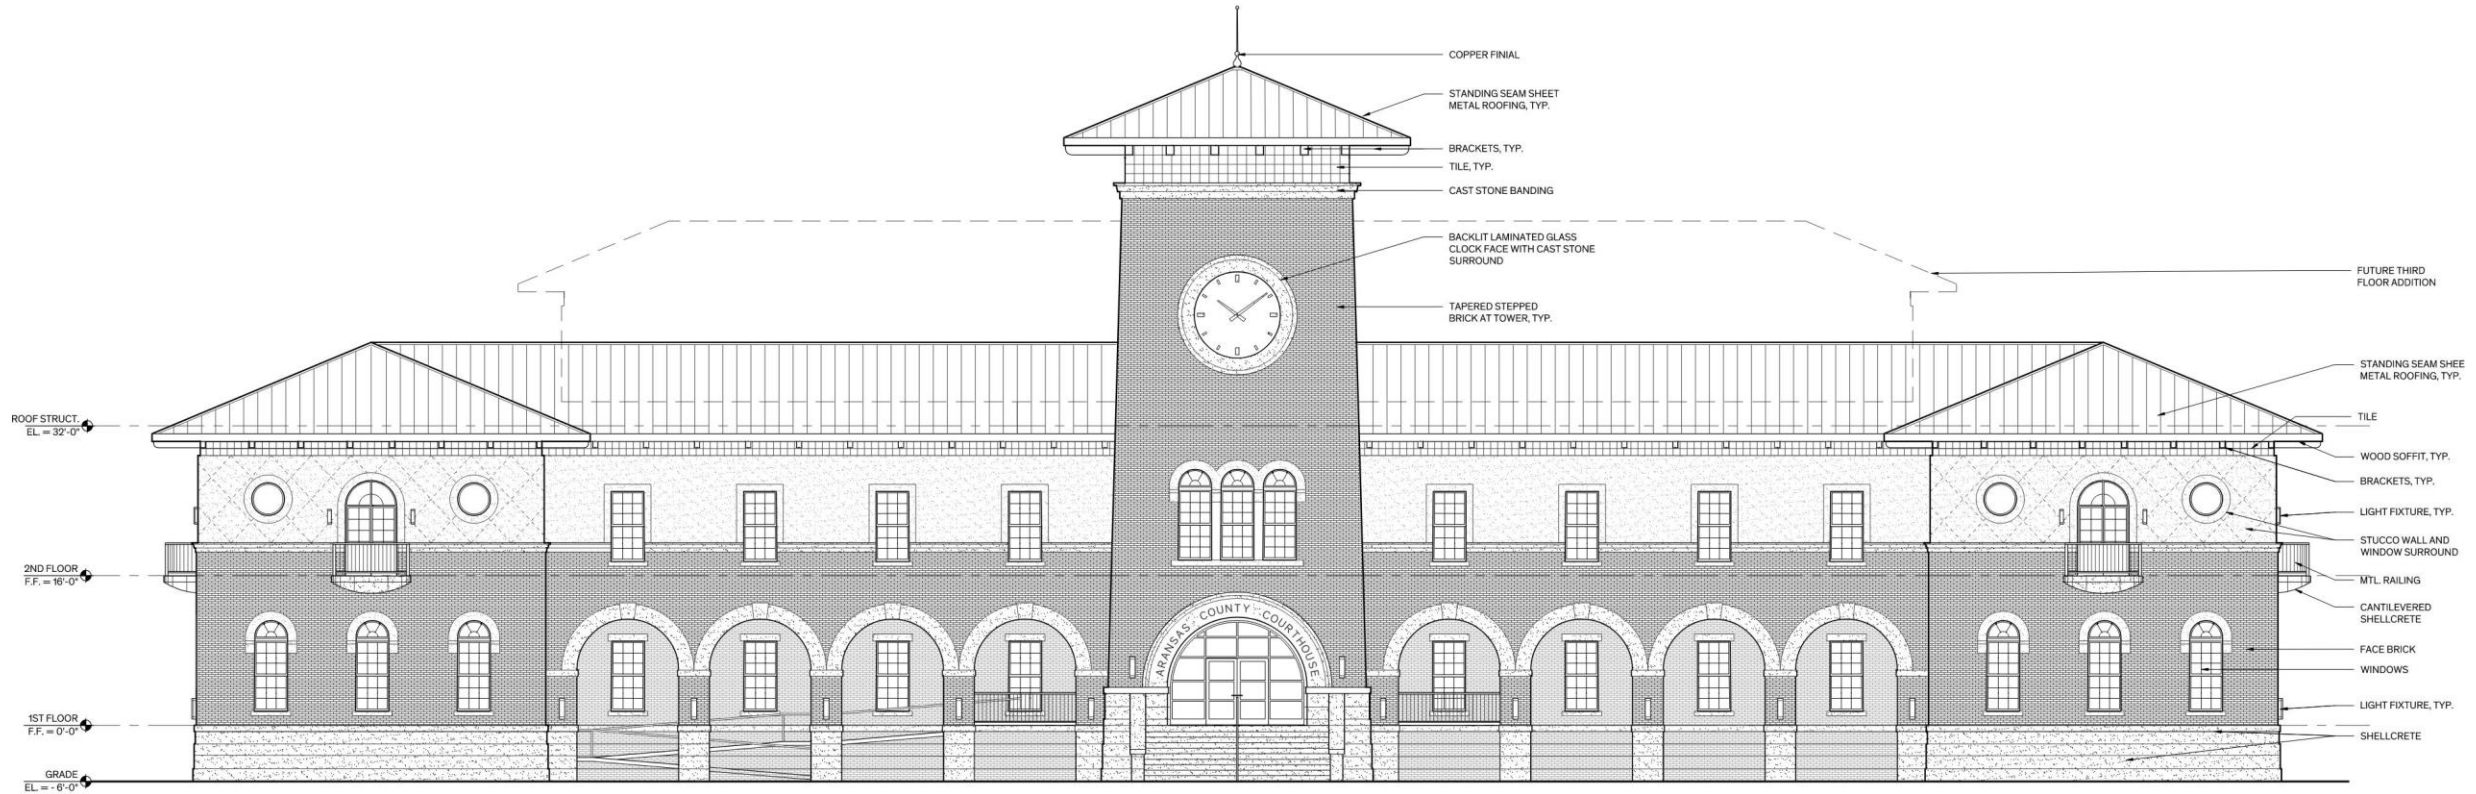 COPPER FINIAL
STANDING SEAM SHEET
METAL ROOFING, TYP.
BRACKETS, TYP.
TILE, TYP.
CAST STONE BANDING
BACKLIT LAMINATED GLASS
CLOCK FACE WITH CAST STONE
SURROUND
TAPERED STEPPED
BRICK AT TOWER, TYP.
FUTURE THIRD
FLOOR ADDITION
STANDING SEAM SHEE
METAL ROOFING, TYP.
TILE
WOOD SOFFIT, TYP.
BRACKETS, TYP.
LIGHT FIXTURE, TYP.
STUCCO WALL AND
WINDOW SURROUND
MTL. RAILING
CANTILEVERED
SHELLCRETE
FACE BRICK
WINDOWS
LIGHT FIXTURE, TYP.
SHELLCRETE
ROOF STRUCT.
EL. = 32'-0"
2ND FLOOR
F.F. = 16'-0"
1ST FLOOR
F.F. = 0'-0"
GRADE
EL. = - 6'-0"
ARANSAS COUNTY COURTHOUSE